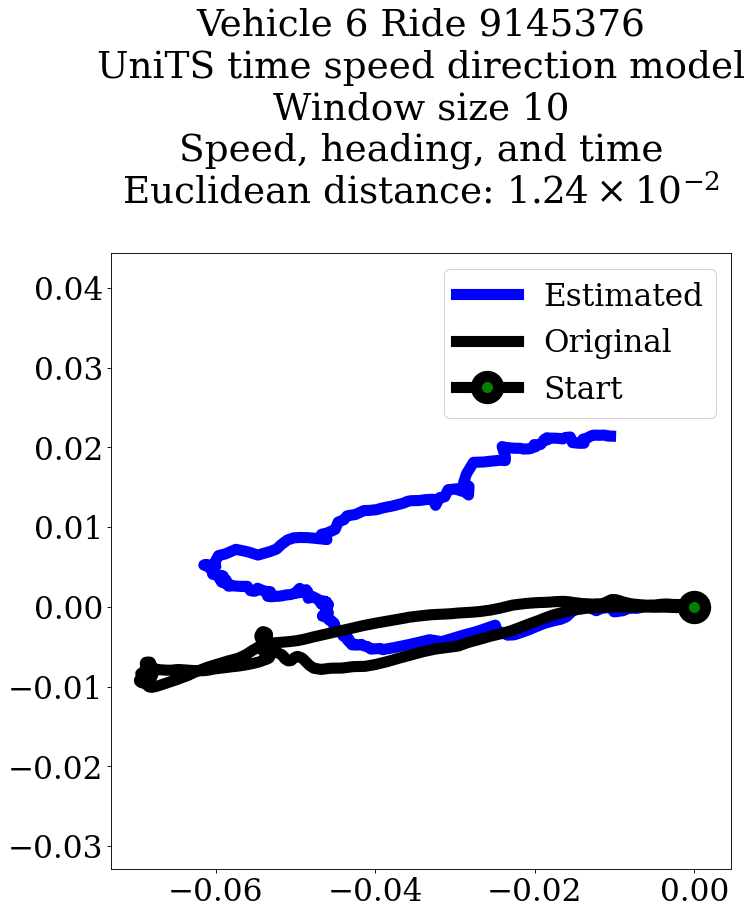 Vehicle 6 Ride 9145376
UniTS time speed direction model
Window size 10
Speed, heading, and time
Euclidean distance: 1.24 × 10⁻²
Estimated
Original
Start
0.04
0.03
0.02
0.01
0.00
−0.01
−0.02
−0.03
−0.06
−0.04
−0.02
0.00